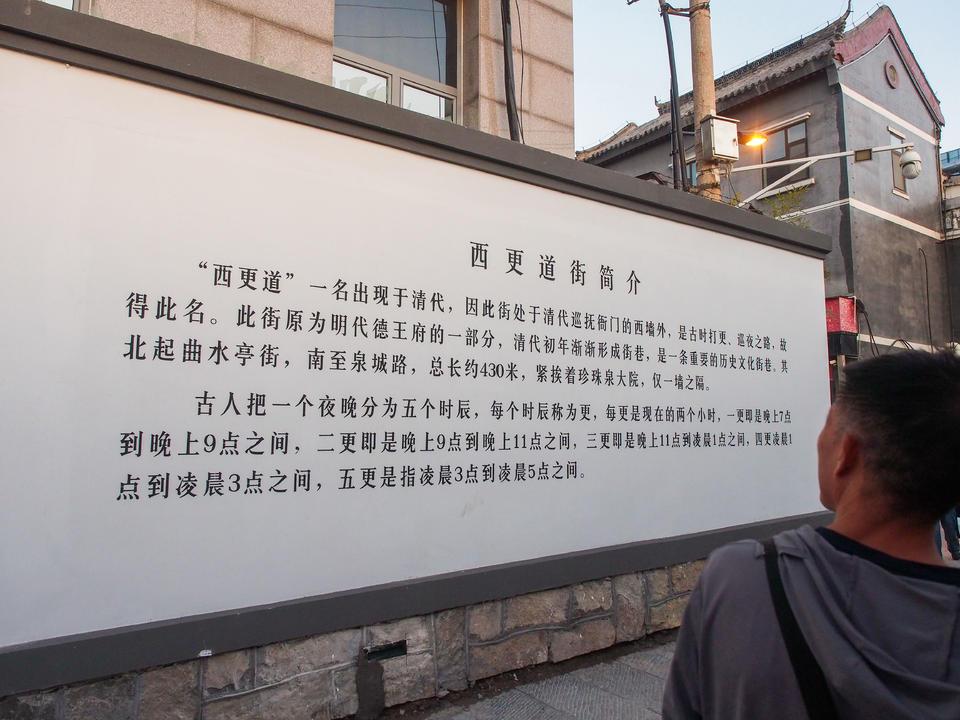 西更道街简介
“西更道”一名出现于清代，因此街处于清代巡抚衙门的西墙外，是古时打更、巡夜之路，故
得此名。此街原为明代德王府的一部分，清代初年渐渐形成街巷，是一条重要的历史文化街巷。其
北起曲水亭街，南至泉城路，总长约430米，紧挨着珍珠泉大院，仅一墙之隔。
古人把一个夜晚分为五个时辰，每个时辰称为更，每更是现在的两个小时，一更即是晚上7点
到晚上9点之间，二更即是晚上9点到晚上11点之间，三更即是晚上11点到凌晨1点之间，四更凌晨1
点到凌晨3点之间，五更是指凌晨3点到凌晨5点之间。